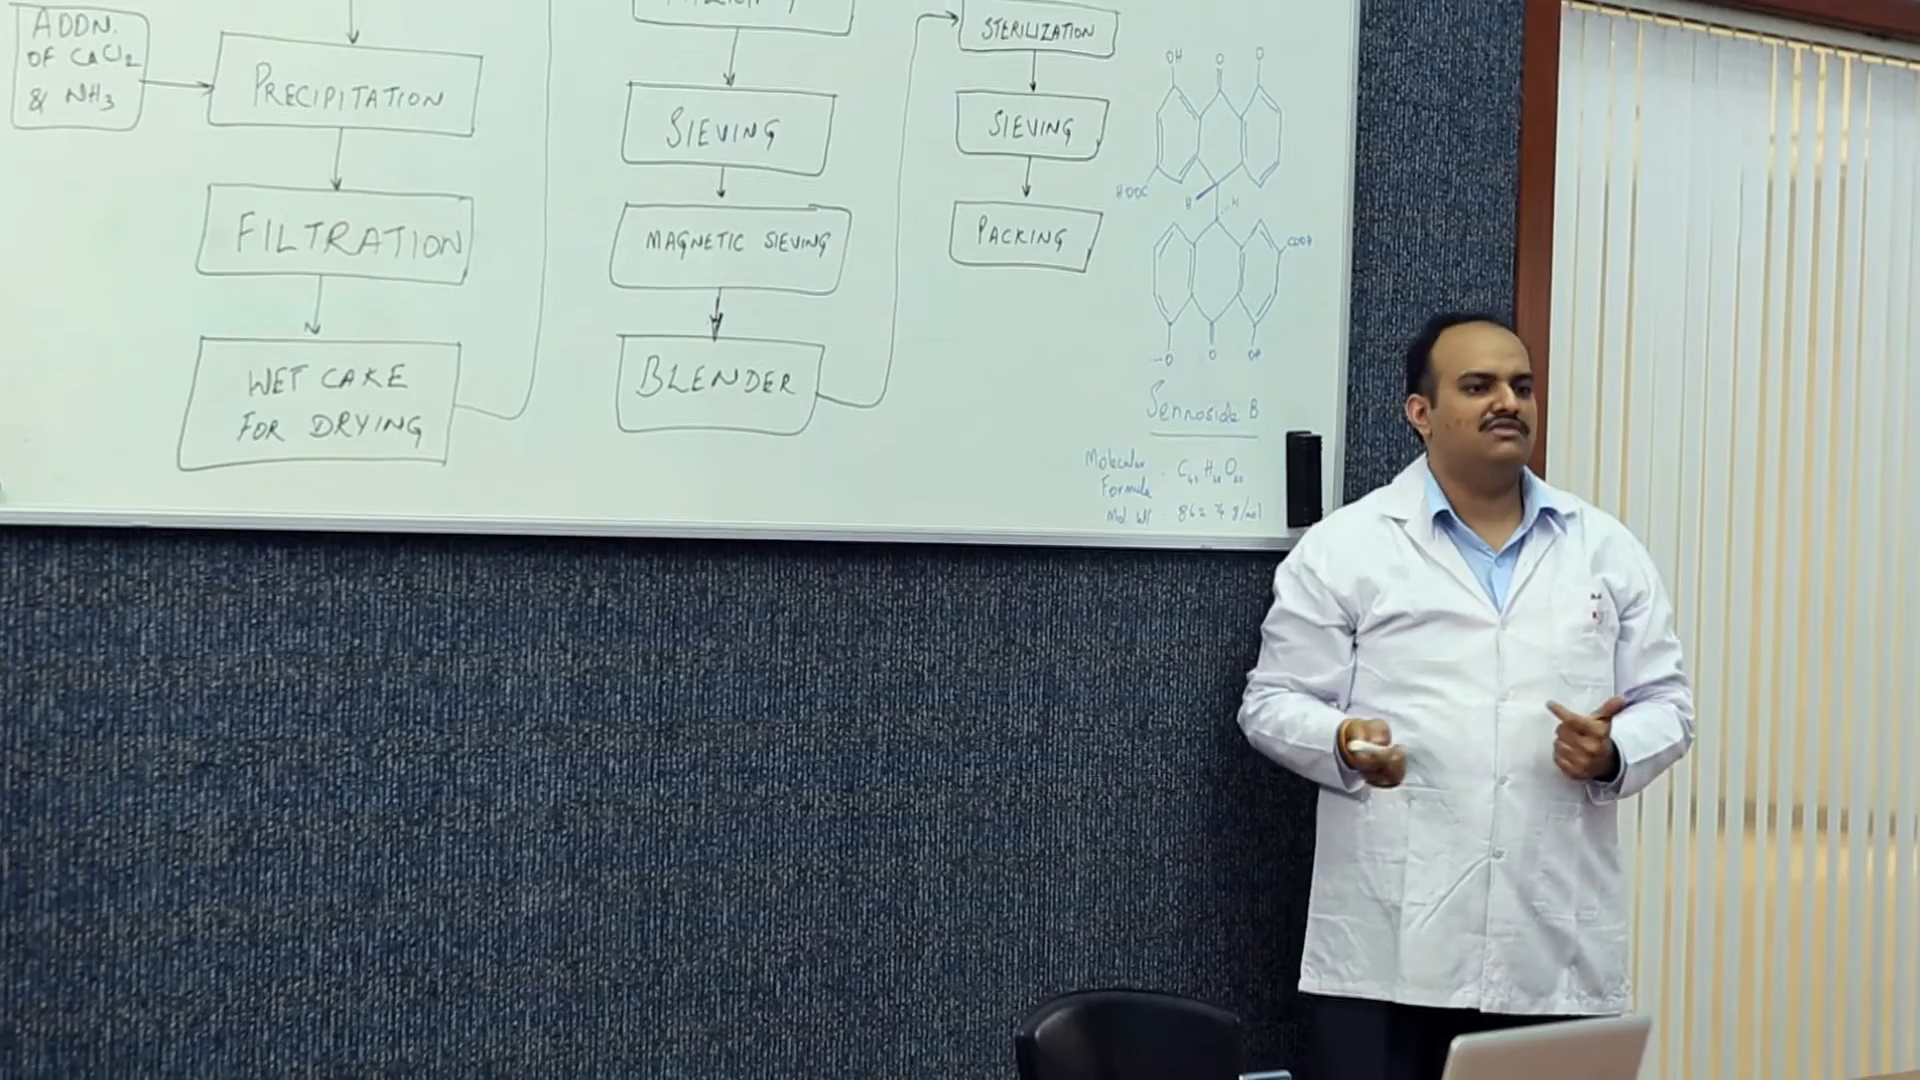 ADDN.
OF CaCl2
& NH3
PRECIPITATION
FILTRATION
WET CAKE
FOR DRYING
SIEVING
MAGNETIC SIEVING
BLENDER
STERILIZATION
SIEVING
PACKING
OH
O
O
HOOC
H
COOH
O
O
OH
Sennoside B
Molecular
Formula
Mol. Wt.